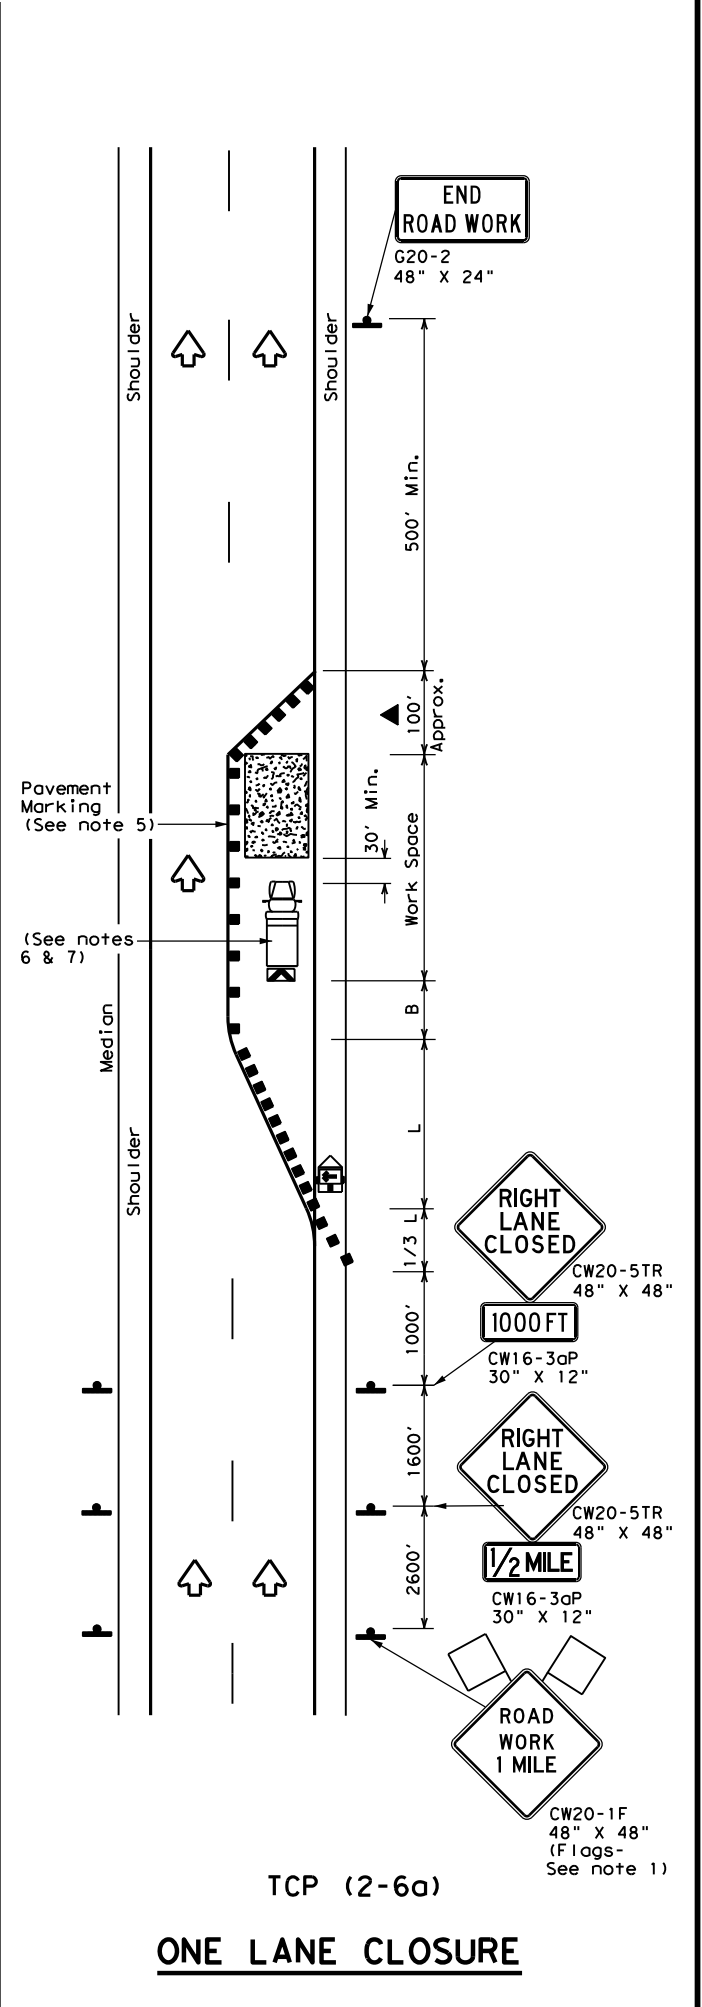 END
ROAD WORK
G20-2
48" X 24"
Shoulder
Shoulder
500' Min.
100'
Approx.
Pavement
Marking
(See note 5)
30' Min.
Work Space
(See notes
6 & 7)
B
Median
L
Shoulder
RIGHT
LANE
CLOSED
1/3 L
CW20-5TR
48" X 48"
1000 FT
1000'
CW16-3aP
30" X 12"
RIGHT
LANE
CLOSED
1600'
CW20-5TR
48" X 48"
1/2 MILE
2600'
CW16-3aP
30" X 12"
ROAD
WORK
1 MILE
CW20-1F
48" X 48"
(Flags-
See note 1)
TCP (2-6a)
ONE LANE CLOSURE